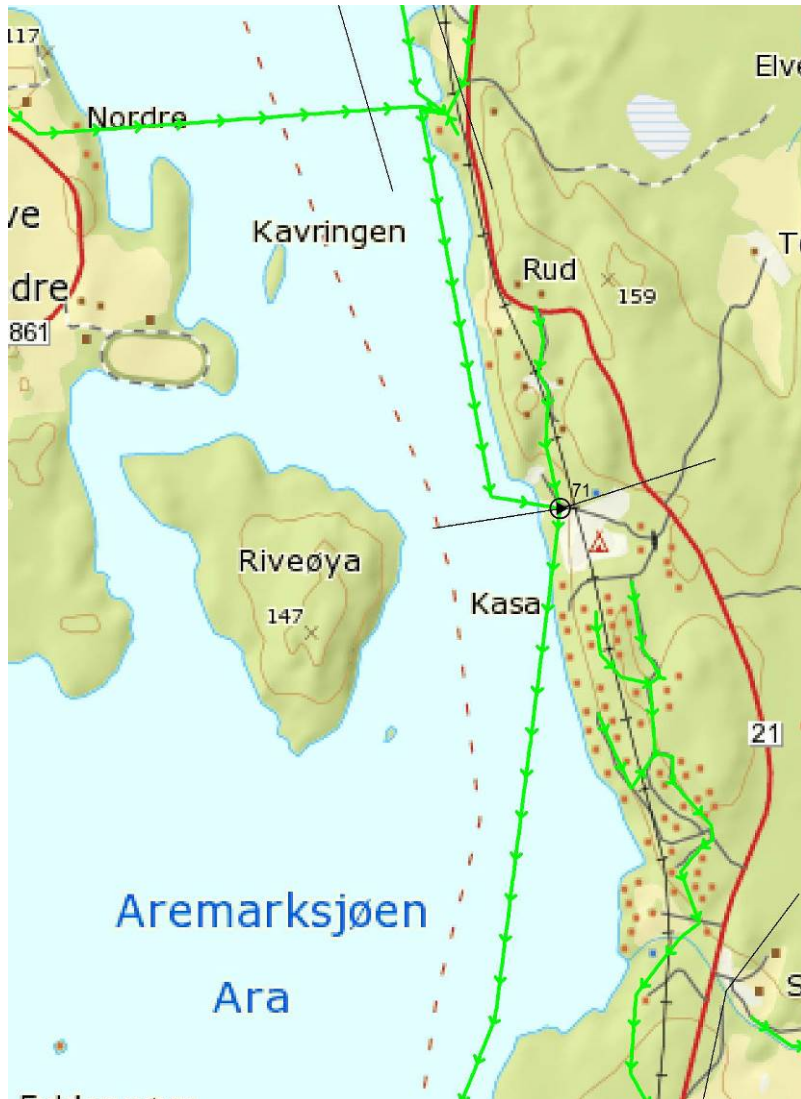 117
Elve
Nordre
ve
Kavringen
dre
Rud
159
861
71
Riveøya
147
Kasa
21
Aremarksjøen
Ara
S